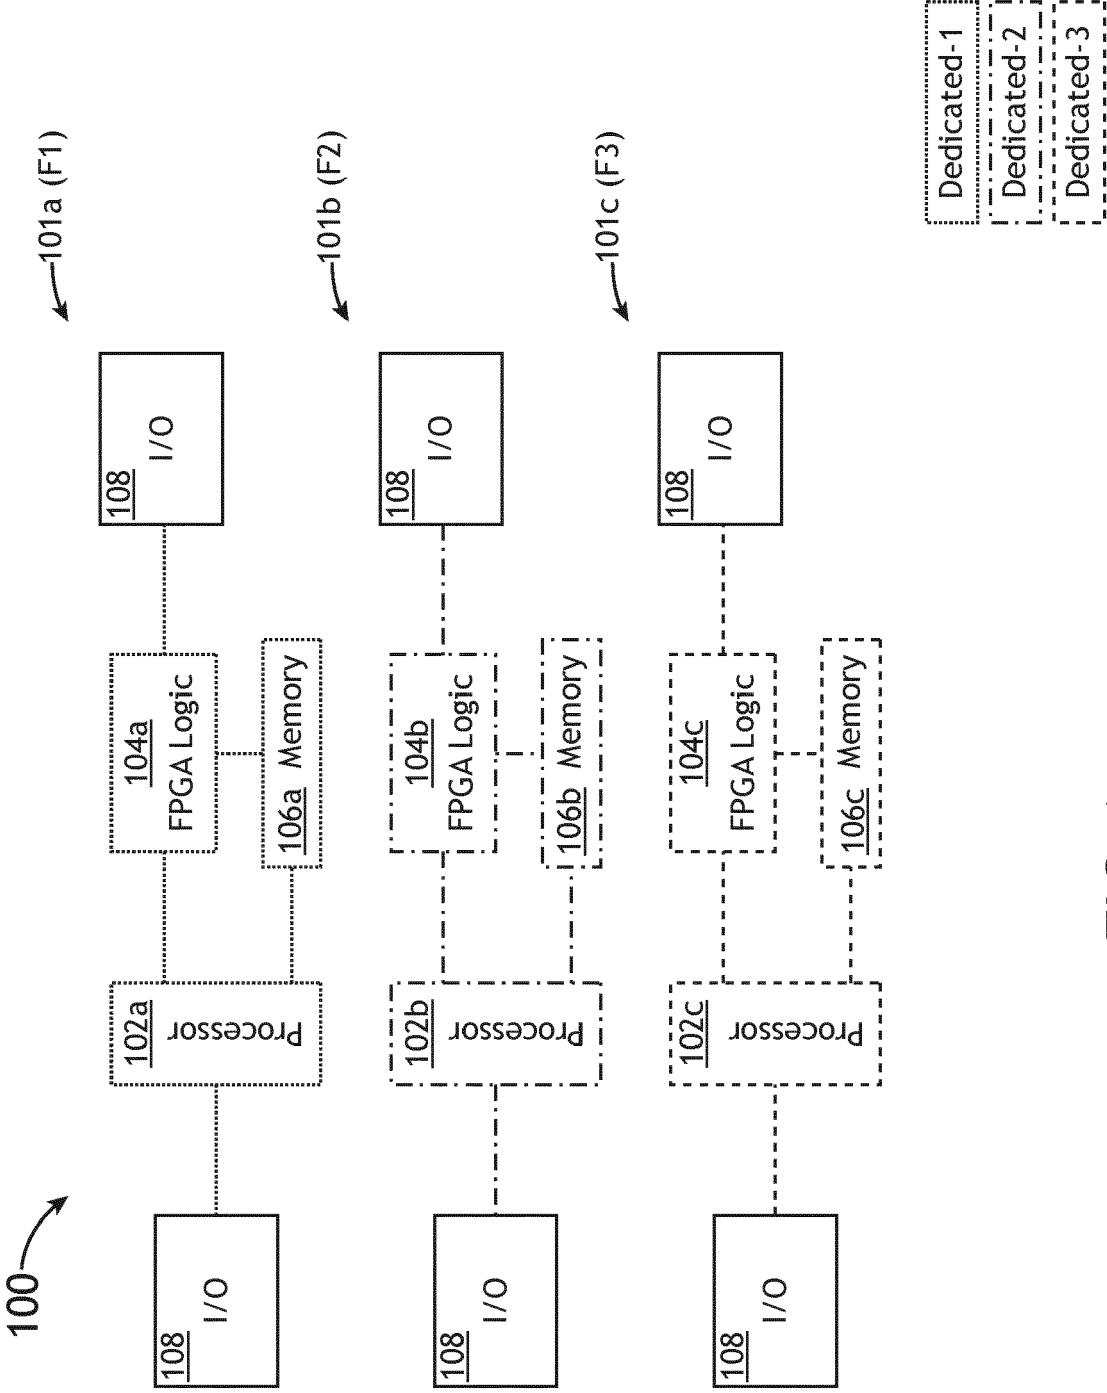 100
108
I/O
102a
Processor
104a
FPGA Logic
106a Memory
108
I/O
101a (F1)
108
I/O
102b
Processor
104b
FPGA Logic
106b Memory
108
I/O
101b (F2)
108
I/O
102c
Processor
104c
FPGA Logic
106c Memory
108
I/O
101c (F3)
Dedicated-1
Dedicated-2
Dedicated-3